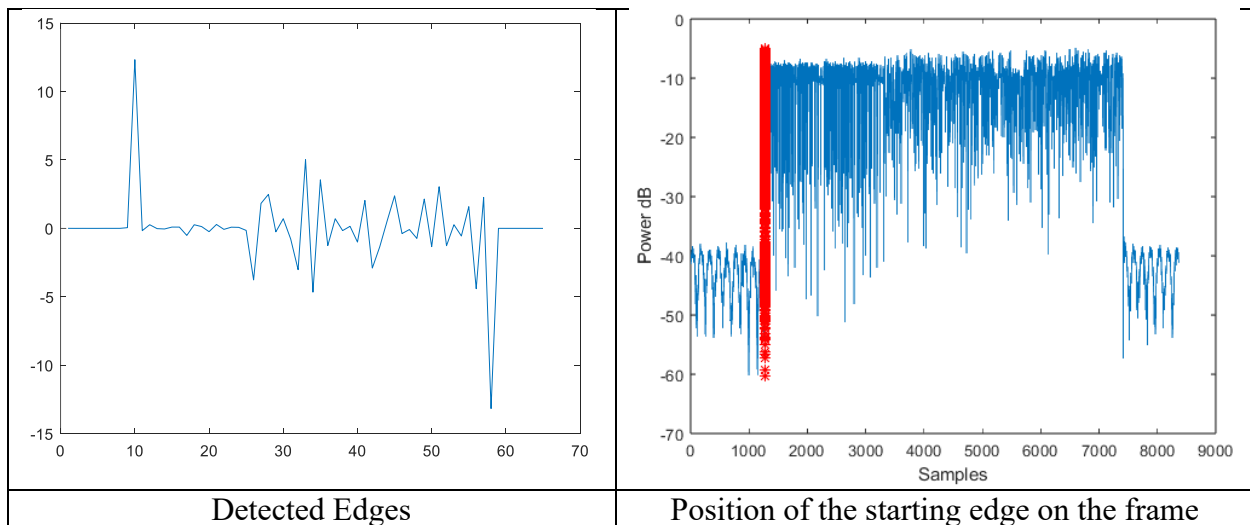 15
10
5
0
-5
-10
-15
0 10 20 30 40 50 60 70
Detected Edges
0
-10
-20
-30
-40
-50
-60
-70
Power dB
0 1000 2000 3000 4000 5000 6000 7000 8000 9000
Samples
Position of the starting edge on the frame